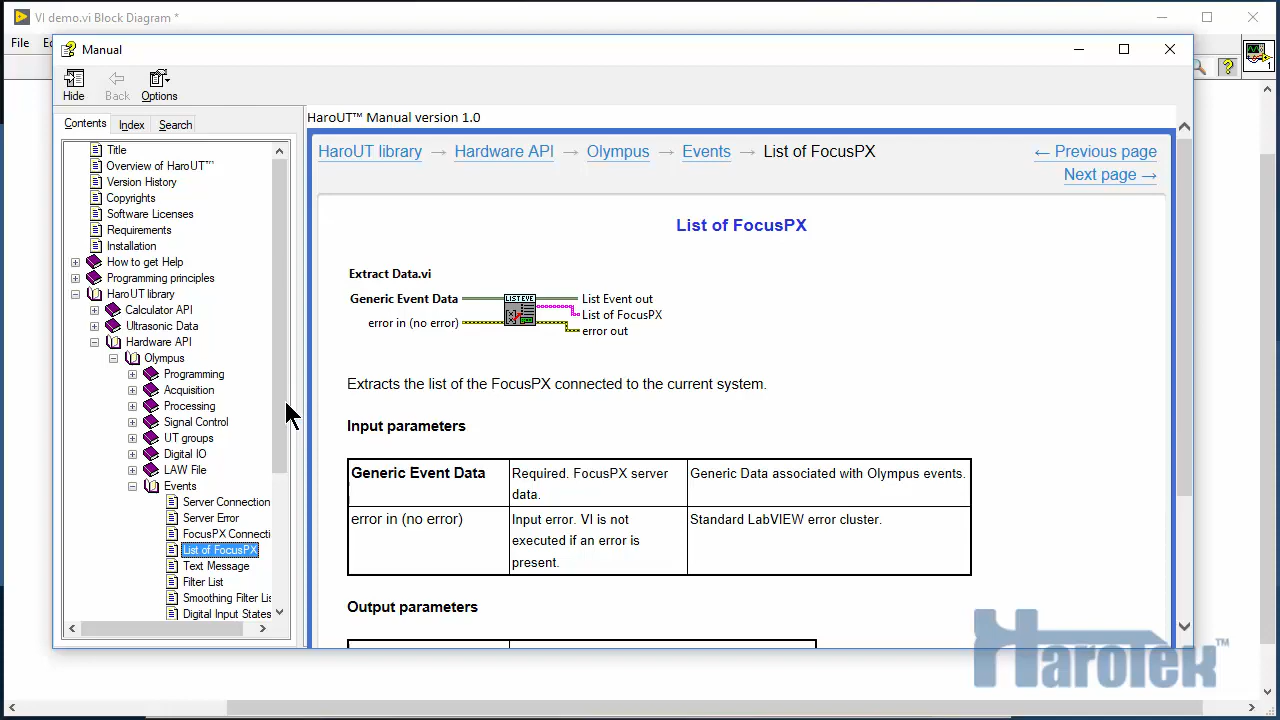 VI demo.vi Block Diagram *
File
Manual
Hide
Back
Options
Contents
Index
Search
Title
Overview of HaroUT™
Version History
Copyrights
Software Licenses
Requirements
Installation
How to get Help
Programming principles
HaroUT library
Calculator API
Ultrasonic Data
Hardware API
Olympus
Programming
Acquisition
Processing
Signal Control
UT groups
Digital IO
LAW File
Events
Server Connection
Server Error
FocusPX Connecti
List of FocusPX
Text Message
Filter List
Smoothing Filter Lis
Digital Input States
HaroUT™ Manual version 1.0
HaroUT library → Hardware API → Olympus → Events → List of FocusPX
← Previous page
Next page →
List of FocusPX
Extract Data.vi
Generic Event Data
error in (no error)
LIST EVE
List Event out
List of FocusPX
error out
Extracts the list of the FocusPX connected to the current system.
Input parameters
Generic Event Data
Required. FocusPX server
data.
Generic Data associated with Olympus events.
error in (no error)
Input error. VI is not
executed if an error is
present.
Standard LabVIEW error cluster.
Output parameters
HaroTek™